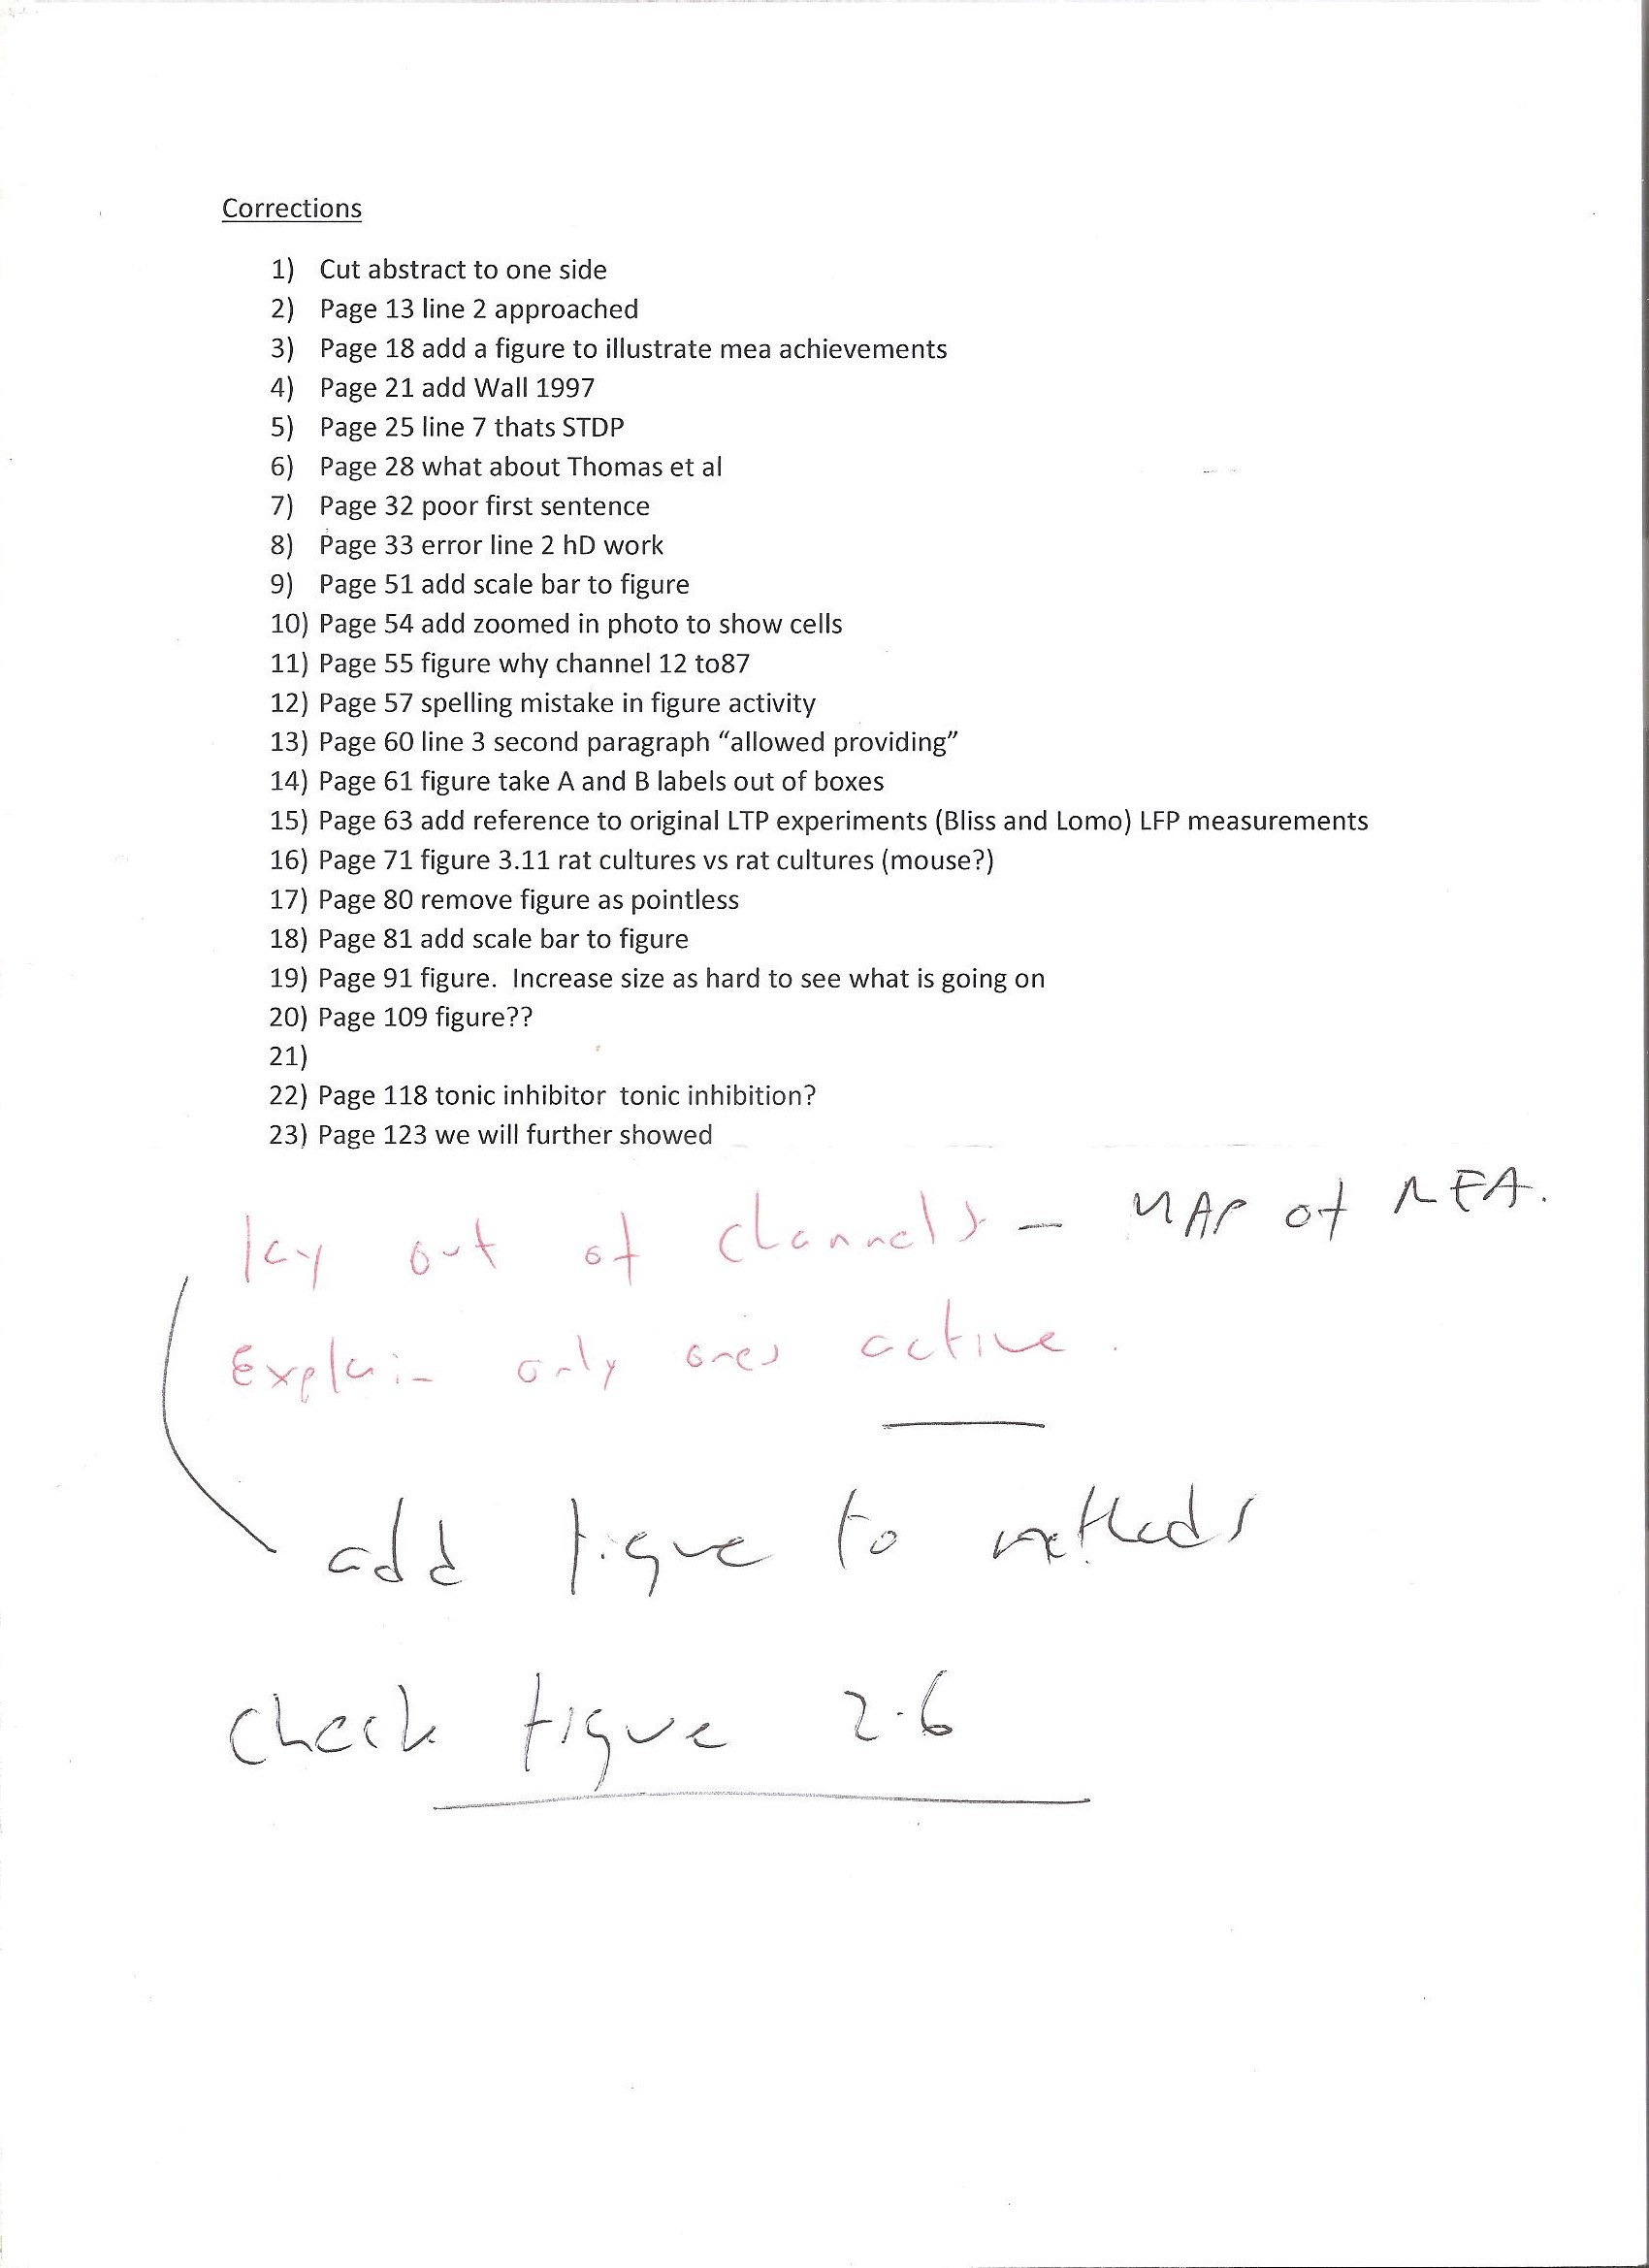 Corrections
1) Cut abstract to one side
2) Page 13 line 2 approached
3) Page 18 add a figure to illustrate mea achievements
4) Page 21 add Wall 1997
5) Page 25 line 7 thats STDP
6) Page 28 what about Thomas et al
7) Page 32 poor first sentence
8) Page 33 error line 2 hD work
9) Page 51 add scale bar to figure
10) Page 54 add zoomed in photo to show cells
11) Page 55 figure why channel 12 to87
12) Page 57 spelling mistake in figure activity
13) Page 60 line 3 second paragraph “allowed providing”
14) Page 61 figure take A and B labels out of boxes
15) Page 63 add reference to original LTP experiments (Bliss and Lomo) LFP measurements
16) Page 71 figure 3.11 rat cultures vs rat cultures (mouse?)
17) Page 80 remove figure as pointless
18) Page 81 add scale bar to figure
19) Page 91 figure.  Increase size as hard to see what is going on
20) Page 109 figure??
21)
22) Page 118 tonic inhibitor  tonic inhibition?
23) Page 123 we will further showed
lay out of channels – MAP of MEA.
Explain only ones active.
add figure to methods
check figure 2.6